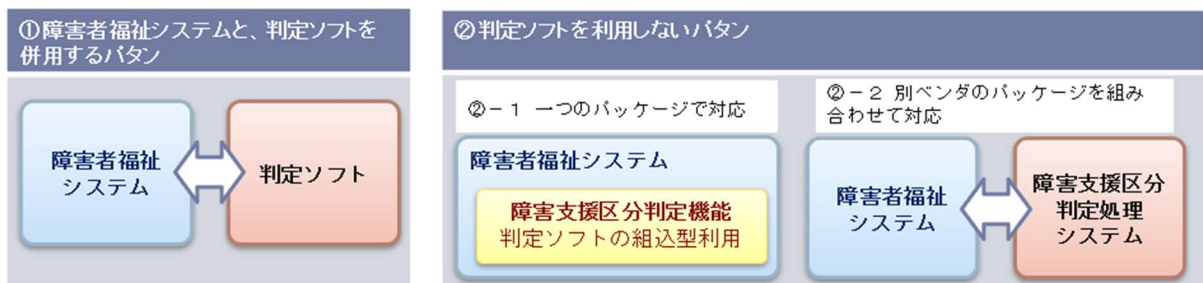 ①障害者福祉システムと、判定ソフトを
併用するパタン
障害者福祉
システム
判定ソフト
②判定ソフトを利用しないパタン
②-1 一つのパッケージで対応
障害者福祉システム
障害支援区分判定機能
判定ソフトの組込型利用
②-2 別ベンダのパッケージを組み
合わせて対応
障害者福祉
システム
障害支援区分
判定処理
システム